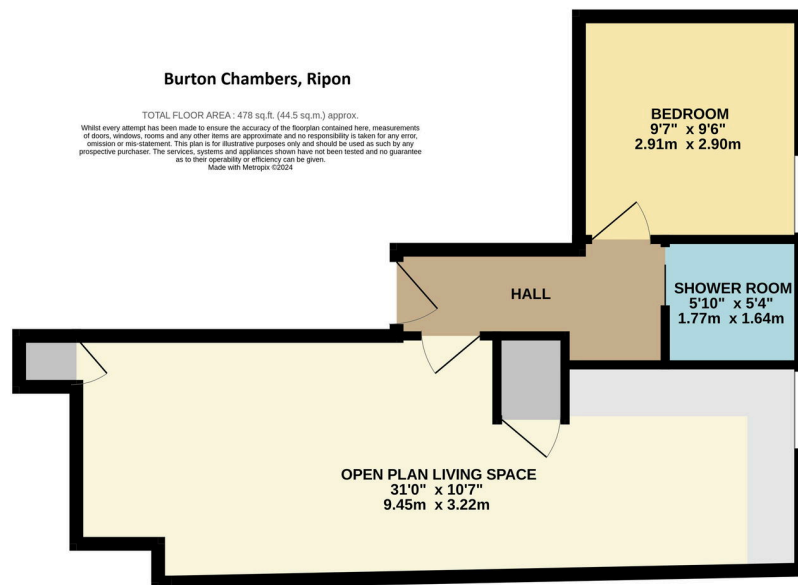 Burton Chambers, Ripon
TOTAL FLOOR AREA : 478 sq.ft. (44.5 sq.m.) approx.
Whilst every attempt has been made to ensure the accuracy of the floorplan contained here, measurements
of doors, windows, rooms and any other items are approximate and no responsibility is taken for any error,
omission or mis-statement. This plan is for illustrative purposes only and should be used as such by any
prospective purchaser. The services, systems and appliances shown have not been tested and no guarantee
as to their operability or efficiency can be given.
Made with Metropix ©2024
BEDROOM
9'7" x 9'6"
2.91m x 2.90m
HALL
SHOWER ROOM
5'10" x 5'4"
1.77m x 1.64m
OPEN PLAN LIVING SPACE
31'0" x 10'7"
9.45m x 3.22m